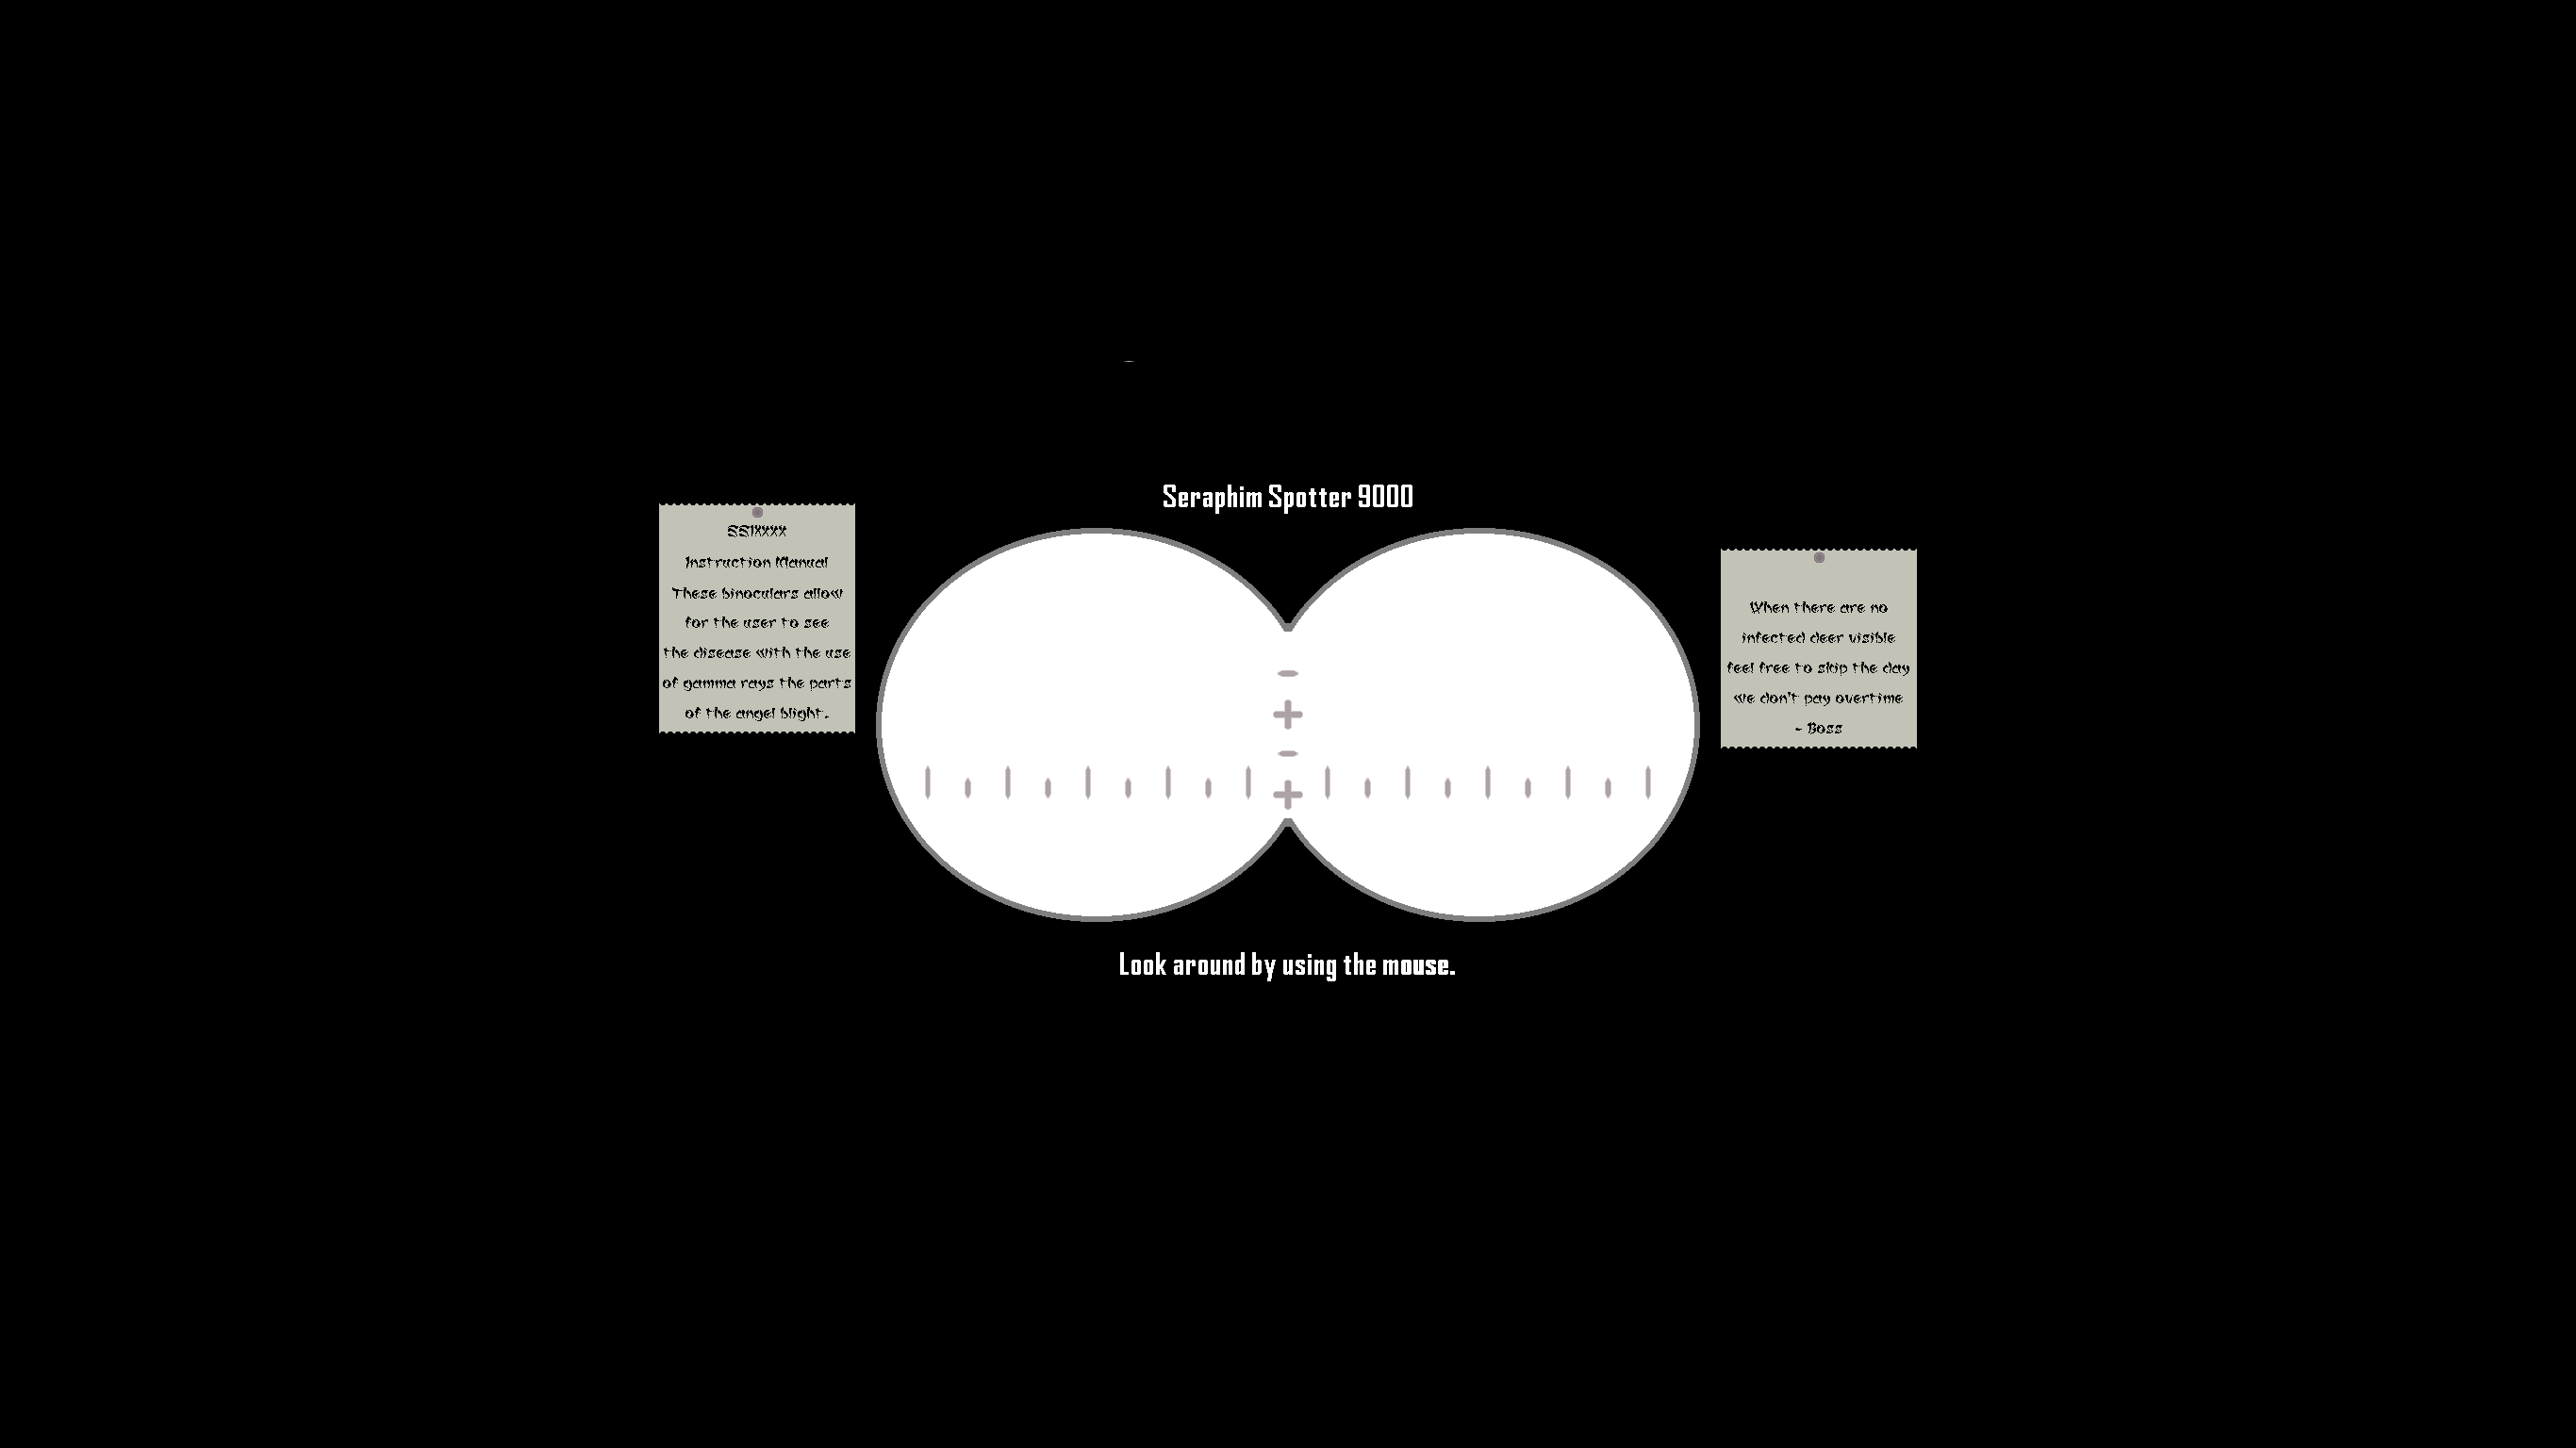 Seraphim Spotter 9000
SSIXXXX
Instruction Manual
These binoculars allow
for the user to see
the disease with the use
of gamma rays the parts
of the angel blight.
When there are no
infected deer visible
feel free to skip the day
we don't pay overtime
- Boss
Look around by using the mouse.